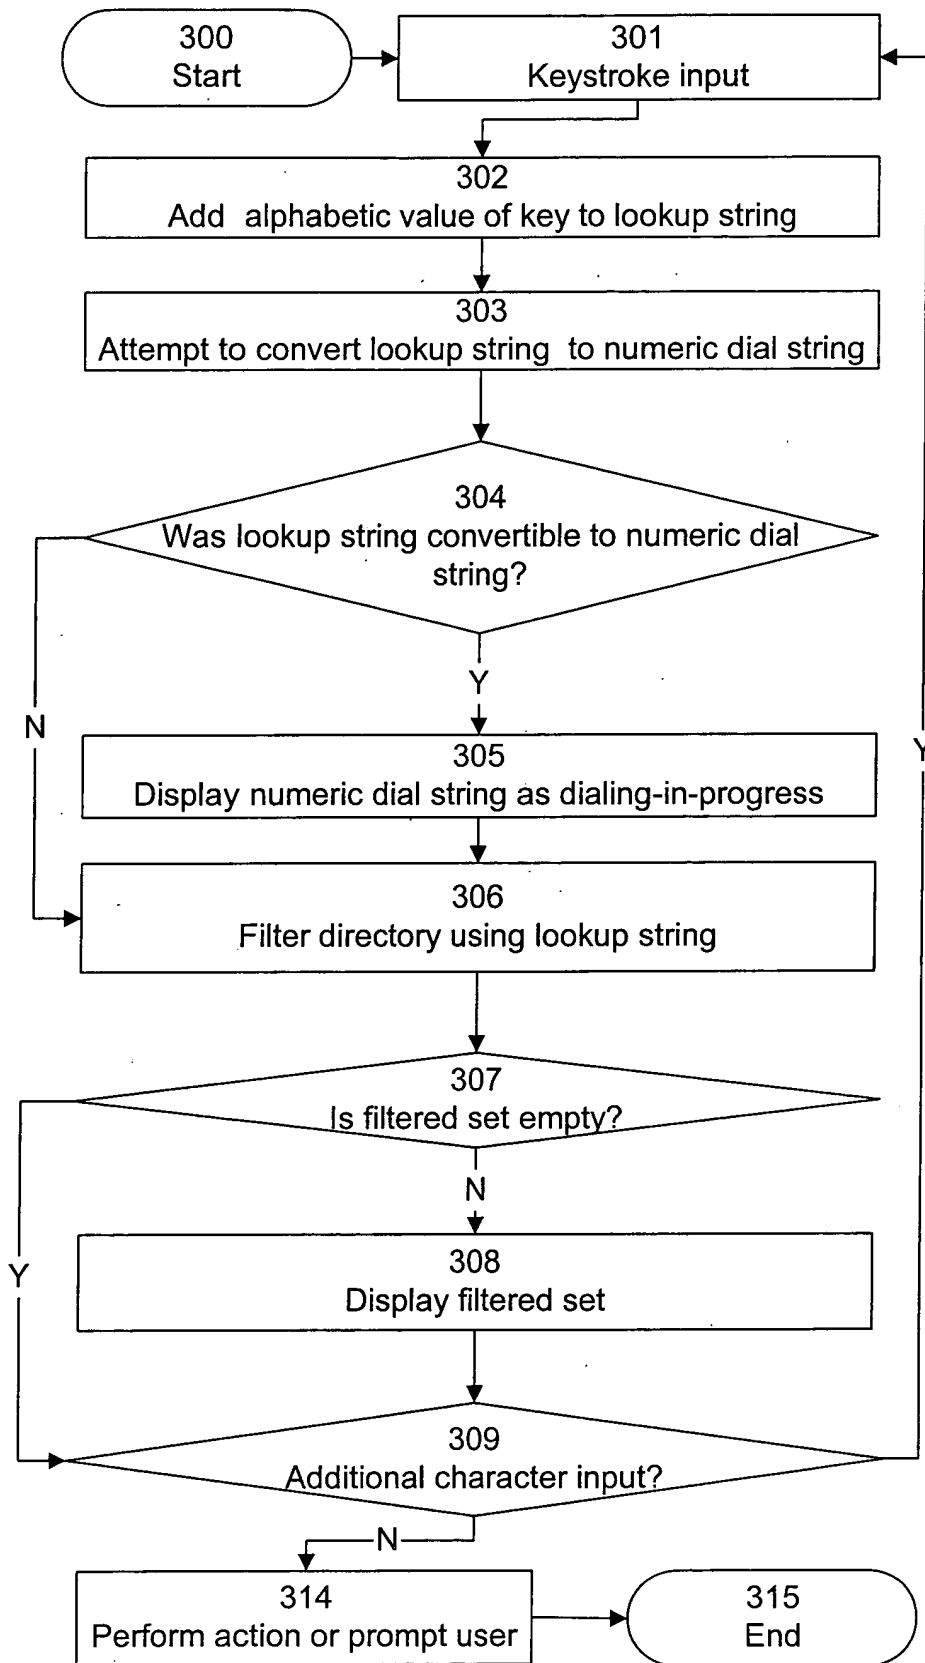 300
Start
301
Keystroke input
302
Add alphabetic value of key to lookup string
303
Attempt to convert lookup string to numeric dial string
304
Was lookup string convertible to numeric dial
string?
Y
N
305
Display numeric dial string as dialing-in-progress
Y
306
Filter directory using lookup string
307
Is filtered set empty?
N
Y
308
Display filtered set
309
Additional character input?
N
314
Perform action or prompt user
315
End